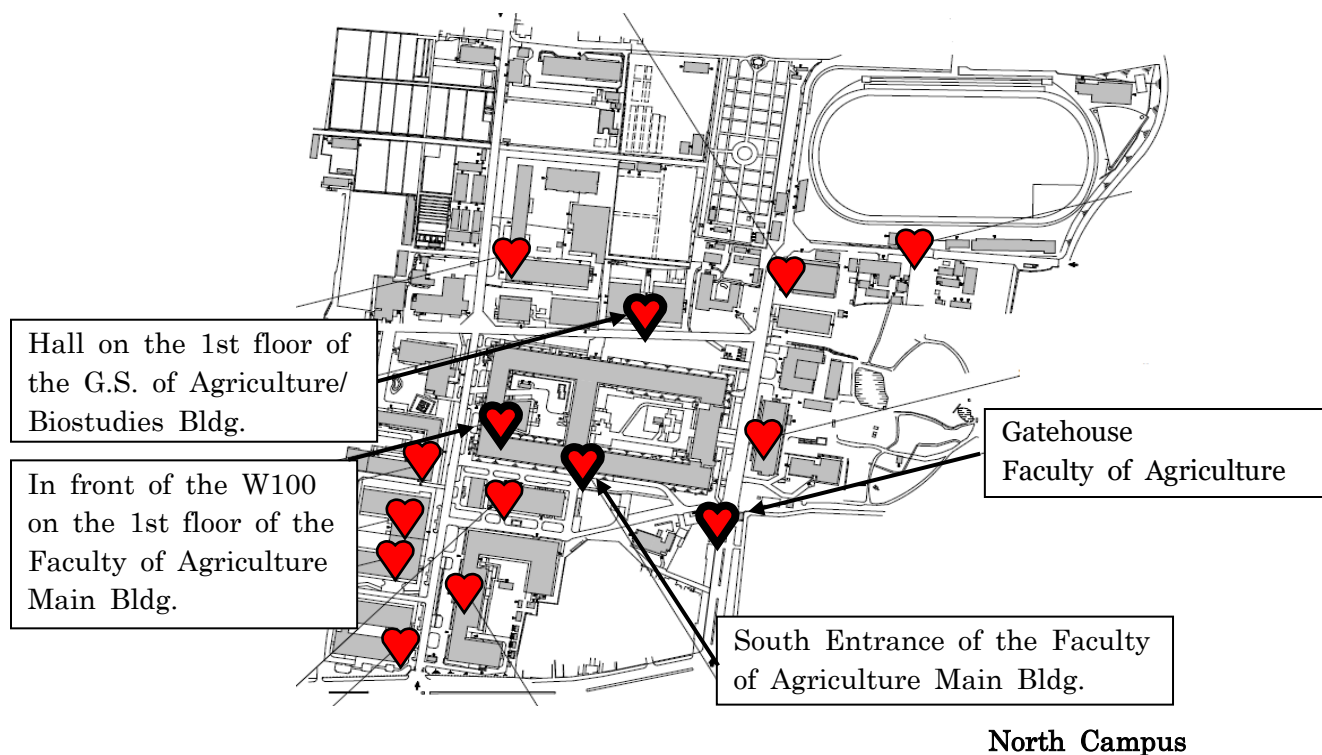 Hall on the 1st floor of
the G.S. of Agriculture/
Biostudies Bldg.
In front of the W100
on the 1st floor of the
Faculty of Agriculture
Main Bldg.
Gatehouse
Faculty of Agriculture
South Entrance of the Faculty
of Agriculture Main Bldg.
North Campus